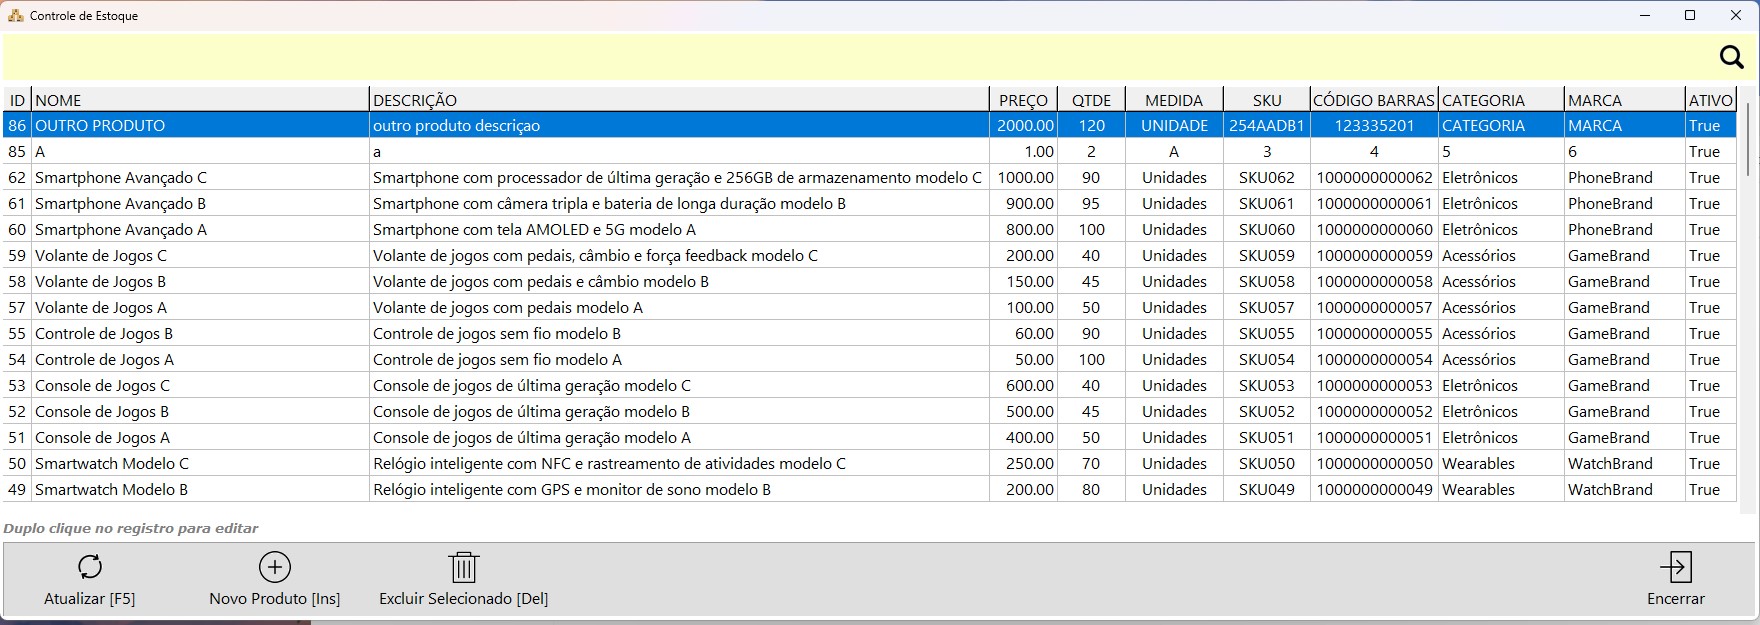 Controle de Estoque
ID NOME DESCRIÇÃO PREÇO QTDE MEDIDA SKU CÓDIGO BARRAS CATEGORIA MARCA ATIVO
86 OUTRO PRODUTO outro produto descriçao 2000.00 120 UNIDADE 254AADB1 123335201 CATEGORIA MARCA True
85 A a 1.00 2 A 3 4 5 6 True
62 Smartphone Avançado C Smartphone com processador de última geração e 256GB de armazenamento modelo C 1000.00 90 Unidades SKU062 1000000000062 Eletrônicos PhoneBrand True
61 Smartphone Avançado B Smartphone com câmera tripla e bateria de longa duração modelo B 900.00 95 Unidades SKU061 1000000000061 Eletrônicos PhoneBrand True
60 Smartphone Avançado A Smartphone com tela AMOLED e 5G modelo A 800.00 100 Unidades SKU060 1000000000060 Eletrônicos PhoneBrand True
59 Volante de Jogos C Volante de jogos com pedais, câmbio e força feedback modelo C 200.00 40 Unidades SKU059 1000000000059 Acessórios GameBrand True
58 Volante de Jogos B Volante de jogos com pedais e câmbio modelo B 150.00 45 Unidades SKU058 1000000000058 Acessórios GameBrand True
57 Volante de Jogos A Volante de jogos com pedais modelo A 100.00 50 Unidades SKU057 1000000000057 Acessórios GameBrand True
55 Controle de Jogos B Controle de jogos sem fio modelo B 60.00 90 Unidades SKU055 1000000000055 Acessórios GameBrand True
54 Controle de Jogos A Controle de jogos sem fio modelo A 50.00 100 Unidades SKU054 1000000000054 Acessórios GameBrand True
53 Console de Jogos C Console de jogos de última geração modelo C 600.00 40 Unidades SKU053 1000000000053 Eletrônicos GameBrand True
52 Console de Jogos B Console de jogos de última geração modelo B 500.00 45 Unidades SKU052 1000000000052 Eletrônicos GameBrand True
51 Console de Jogos A Console de jogos de última geração modelo A 400.00 50 Unidades SKU051 1000000000051 Eletrônicos GameBrand True
50 Smartwatch Modelo C Relógio inteligente com NFC e rastreamento de atividades modelo C 250.00 70 Unidades SKU050 1000000000050 Wearables WatchBrand True
49 Smartwatch Modelo B Relógio inteligente com GPS e monitor de sono modelo B 200.00 80 Unidades SKU049 1000000000049 Wearables WatchBrand True
Duplo clique no registro para editar
Atualizar [F5] Novo Produto [Ins] Excluir Selecionado [Del] Encerrar